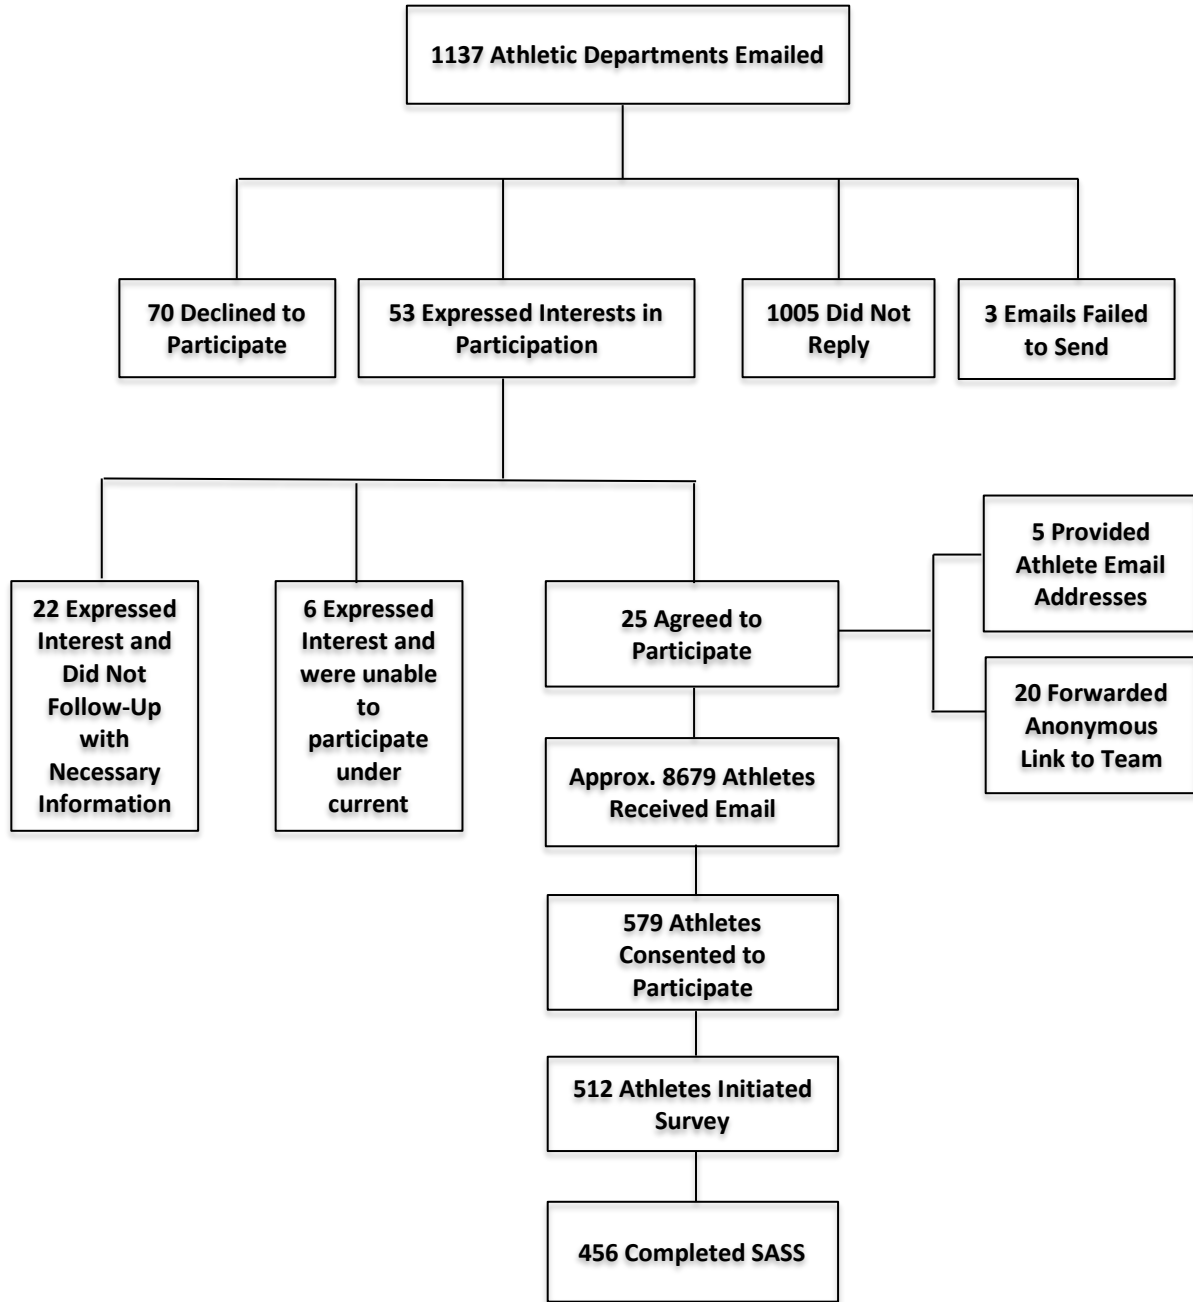 1137 Athletic Departments Emailed
70 Declined to
Participate
53 Expressed Interests in
Participation
1005 Did Not
Reply
3 Emails Failed
to Send
22 Expressed
Interest and
Did Not
Follow-Up
with
Necessary
Information
6 Expressed
Interest and
were unable
to
participate
under
current
25 Agreed to
Participate
5 Provided
Athlete Email
Addresses
20 Forwarded
Anonymous
Link to Team
Approx. 8679 Athletes
Received Email
579 Athletes
Consented to
Participate
512 Athletes Initiated
Survey
456 Completed SASS